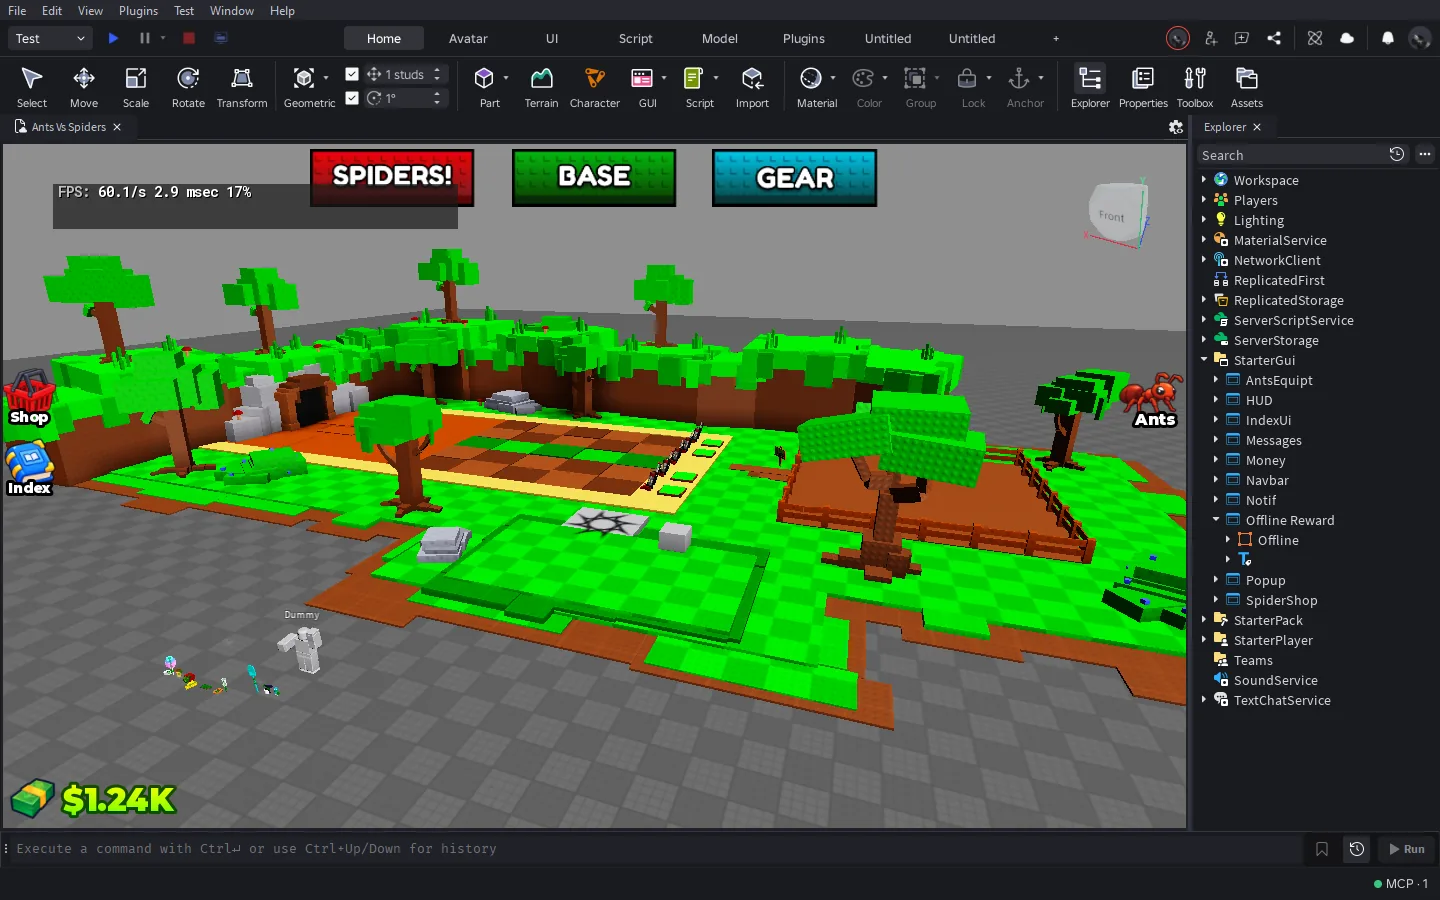 File Edit View Plugins Test Window Help
Test Home Avatar UI Script Model Plugins Untitled Untitled +
1 studs
1°
Select Move Scale Rotate Transform Geometric Part Terrain Character GUI Script Import Material Color Group Lock Anchor Explorer Properties Toolbox Assets
Ants Vs Spiders
Explorer
SPIDERS! BASE GEAR
FPS: 60.1/s 2.9 msec 17%
Front
X Y Z
Shop
Index
Ants
Dummy
$1.24K
Search
Workspace
Players
Lighting
MaterialService
NetworkClient
ReplicatedFirst
ReplicatedStorage
ServerScriptService
ServerStorage
StarterGui
AntsEquipt
HUD
IndexUi
Messages
Money
Navbar
Notif
Offline Reward
Offline
Popup
SpiderShop
StarterPack
StarterPlayer
Teams
SoundService
TextChatService
Execute a command with Ctrl↵ or use Ctrl+Up/Down for history
Run
MCP · 1